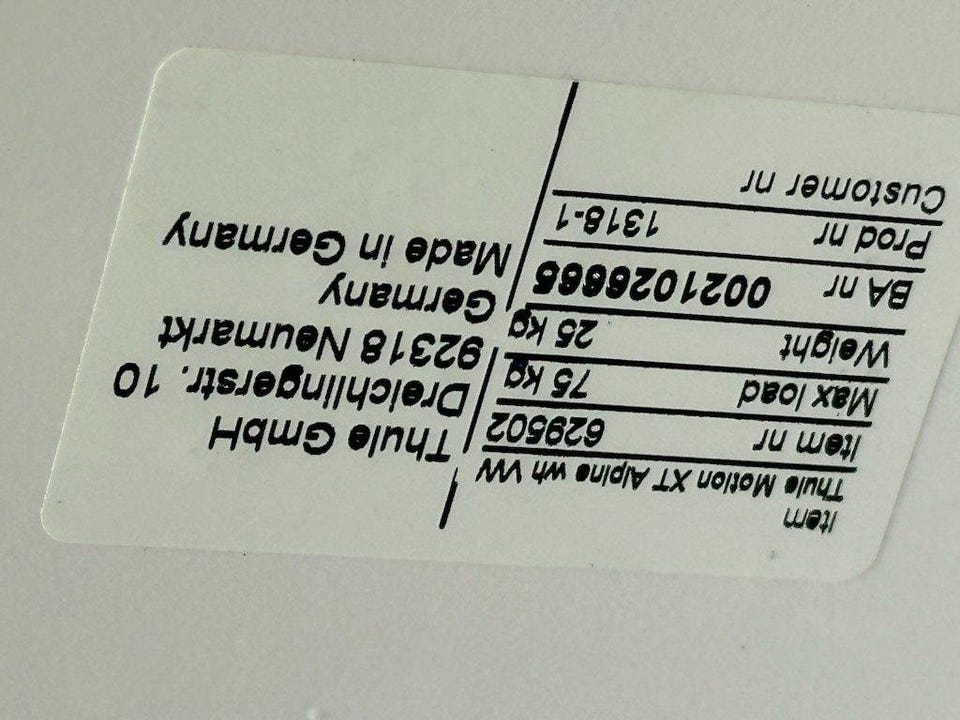 Item
Thule Motion XT Alpine wh VW
Item nr 629502
Max load 75 kg
Weight 25 kg
BA nr 0021026665
Prod nr 1318-1
Customer nr
Thule GmbH
Dreichlingerstr. 10
92318 Neumarkt
Germany
Made in Germany